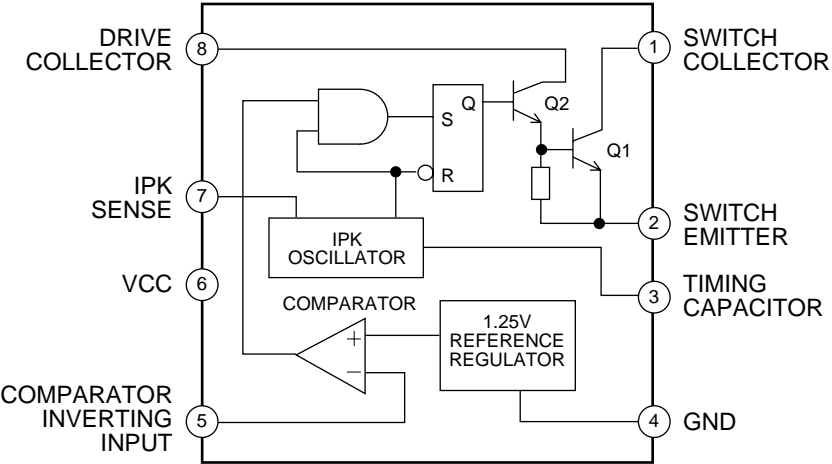 DRIVE
COLLECTOR
8
1
SWITCH
COLLECTOR
Q
S
R
Q2
Q1
IPK
SENSE
7
2
SWITCH
EMITTER
IPK
OSCILLATOR
VCC
6
3
TIMING
CAPACITOR
COMPARATOR
+
−
1.25V
REFERENCE
REGULATOR
COMPARATOR
INVERTING
INPUT
5
4
GND